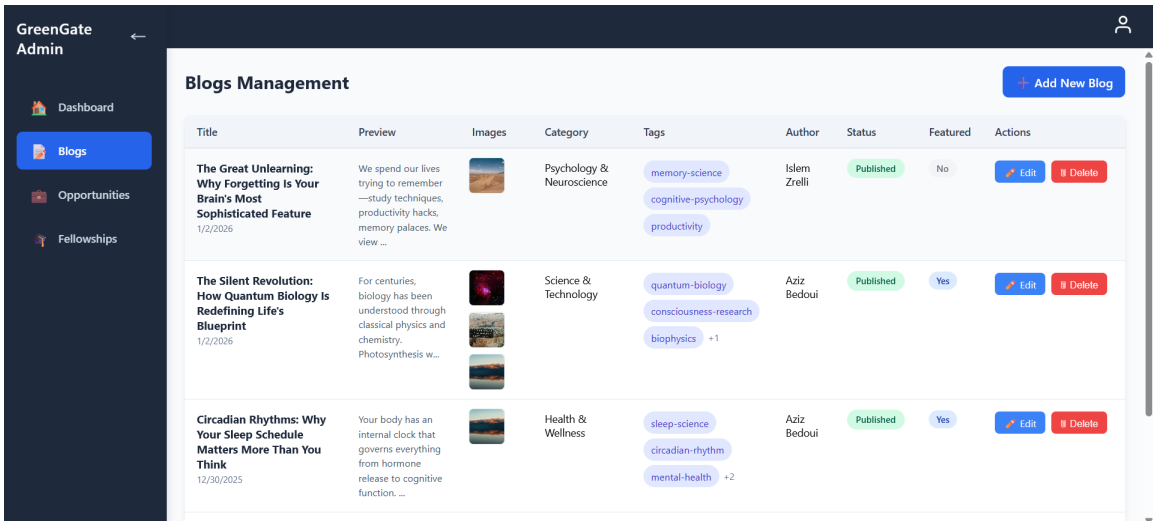 GreenGate
Admin
←
Dashboard
Blogs
Opportunities
Fellowships
Blogs Management
+ Add New Blog
Title Preview Images Category Tags Author Status Featured Actions
The Great Unlearning:
Why Forgetting Is Your
Brain's Most
Sophisticated Feature
1/2/2026
We spend our lives
trying to remember
—study techniques,
productivity hacks,
memory palaces. We
view ...
Psychology &
Neuroscience
memory-science
cognitive-psychology
productivity
Islem
Zrelli
Published
No
Edit
Delete
The Silent Revolution:
How Quantum Biology Is
Redefining Life's
Blueprint
1/2/2026
For centuries,
biology has been
understood through
classical physics and
chemistry.
Photosynthesis w...
Science &
Technology
quantum-biology
consciousness-research
biophysics +1
Aziz
Bedoui
Published
Yes
Edit
Delete
Circadian Rhythms: Why
Your Sleep Schedule
Matters More Than You
Think
12/30/2025
Your body has an
internal clock that
governs everything
from hormone
release to cognitive
function. ...
Health &
Wellness
sleep-science
circadian-rhythm
mental-health +2
Aziz
Bedoui
Published
Yes
Edit
Delete